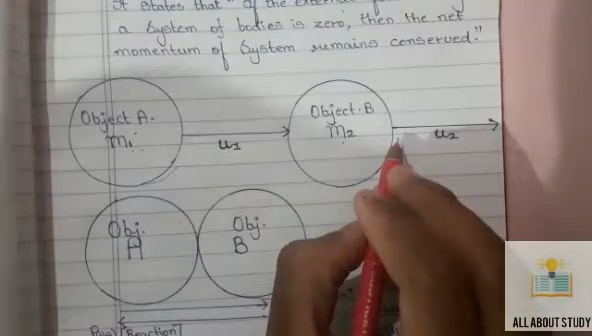 It states that "If the external
a System of bodies is zero, then the net
momentum of System remains conserved."
Object A.
m₁
u₁
Object. B
m₂
u₂
Obj.
A
Obj.
B
Reaction
ALL ABOUT STUDY